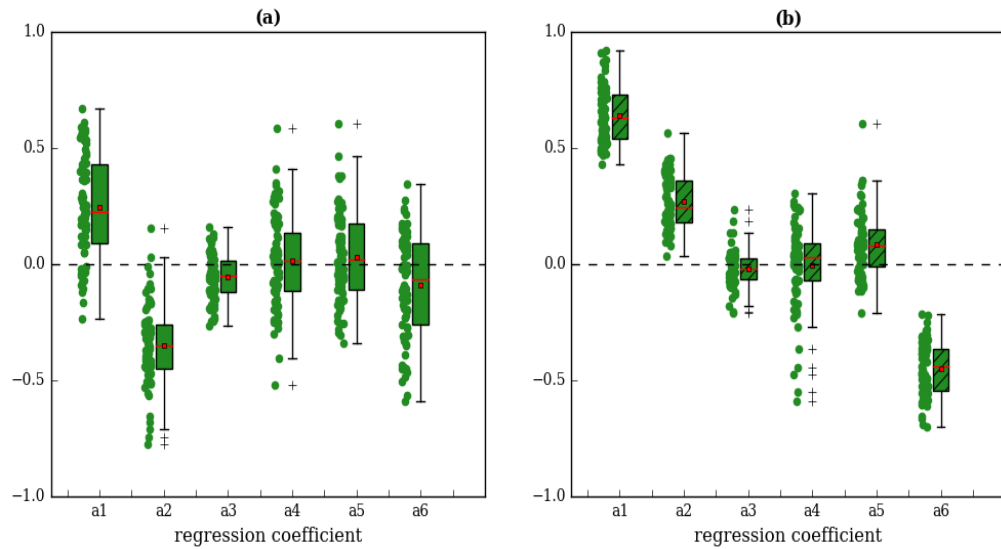 (a)
1.0
0.5
0.0
−0.5
−1.0
a1 a2 a3 a4 a5 a6
regression coefficient
(b)
1.0
0.5
0.0
−0.5
−1.0
a1 a2 a3 a4 a5 a6
regression coefficient